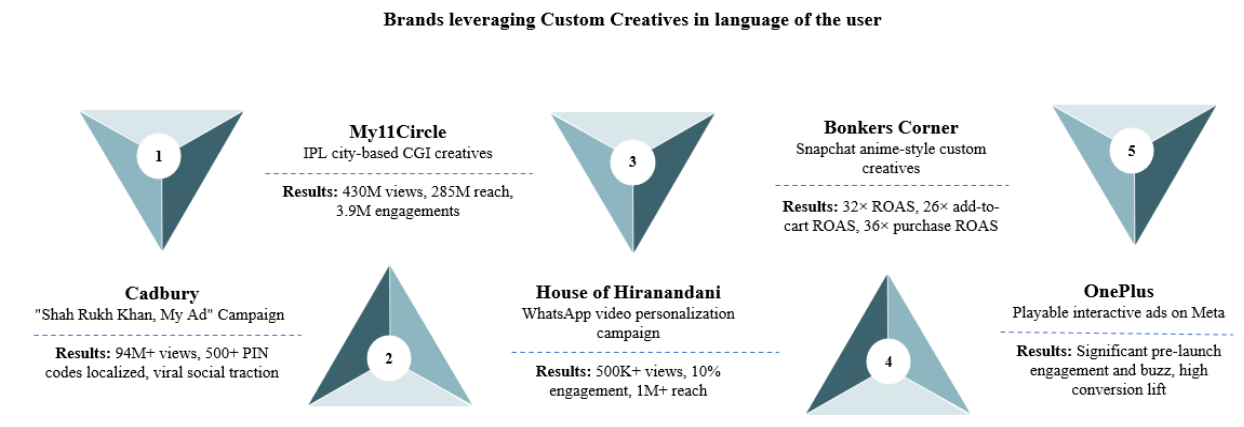 Brands leveraging Custom Creatives in language of the user
1
Cadbury
"Shah Rukh Khan, My Ad" Campaign
Results: 94M+ views, 500+ PIN
codes localized, viral social traction
My11Circle
IPL city-based CGI creatives
Results: 430M views, 285M reach,
3.9M engagements
2
3
House of Hiranandani
WhatsApp video personalization
campaign
Results: 500K+ views, 10%
engagement, 1M+ reach
Bonkers Corner
Snapchat anime-style custom
creatives
Results: 32× ROAS, 26× add-to-
cart ROAS, 36× purchase ROAS
4
5
OnePlus
Playable interactive ads on Meta
Results: Significant pre-launch
engagement and buzz, high
conversion lift